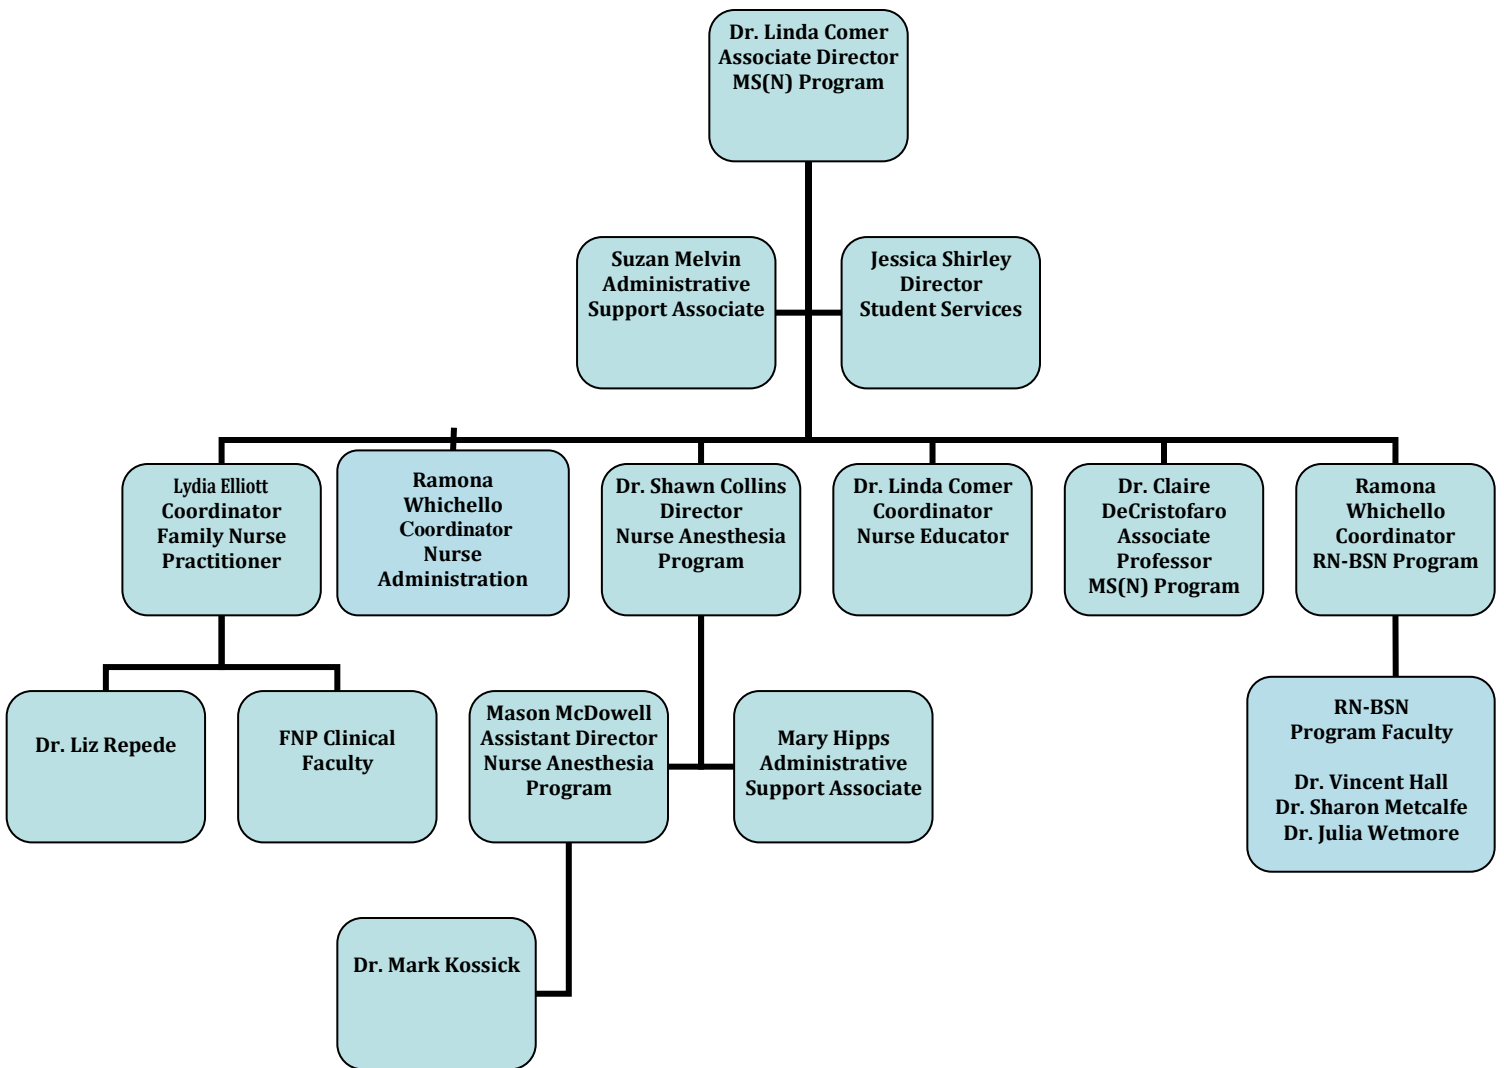 Dr. Linda Comer
Associate Director
MS(N) Program
Suzan Melvin
Administrative
Support Associate
Jessica Shirley
Director
Student Services
Lydia Elliott
Coordinator
Family Nurse
Practitioner
Ramona
Whichello
Coordinator
Nurse
Administration
Dr. Shawn Collins
Director
Nurse Anesthesia
Program
Dr. Linda Comer
Coordinator
Nurse Educator
Dr. Claire
DeCristofaro
Associate
Professor
MS(N) Program
Ramona
Whichello
Coordinator
RN-BSN Program
Dr. Liz Repede
FNP Clinical
Faculty
Mason McDowell
Assistant Director
Nurse Anesthesia
Program
Mary Hipps
Administrative
Support Associate
RN-BSN
Program Faculty
Dr. Vincent Hall
Dr. Sharon Metcalfe
Dr. Julia Wetmore
Dr. Mark Kossick